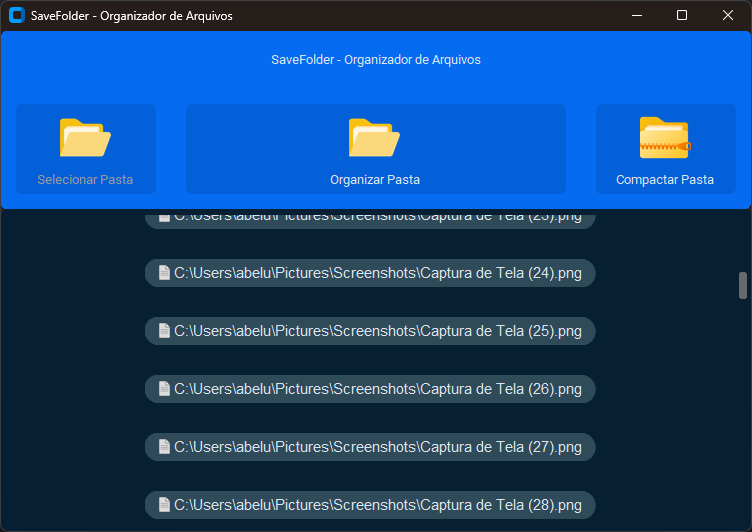 SaveFolder - Organizador de Arquivos
SaveFolder - Organizador de Arquivos
Selecionar Pasta
Organizar Pasta
Compactar Pasta
C:\Users\abelu\Pictures\Screenshots\Captura de Tela (23).png
C:\Users\abelu\Pictures\Screenshots\Captura de Tela (24).png
C:\Users\abelu\Pictures\Screenshots\Captura de Tela (25).png
C:\Users\abelu\Pictures\Screenshots\Captura de Tela (26).png
C:\Users\abelu\Pictures\Screenshots\Captura de Tela (27).png
C:\Users\abelu\Pictures\Screenshots\Captura de Tela (28).png